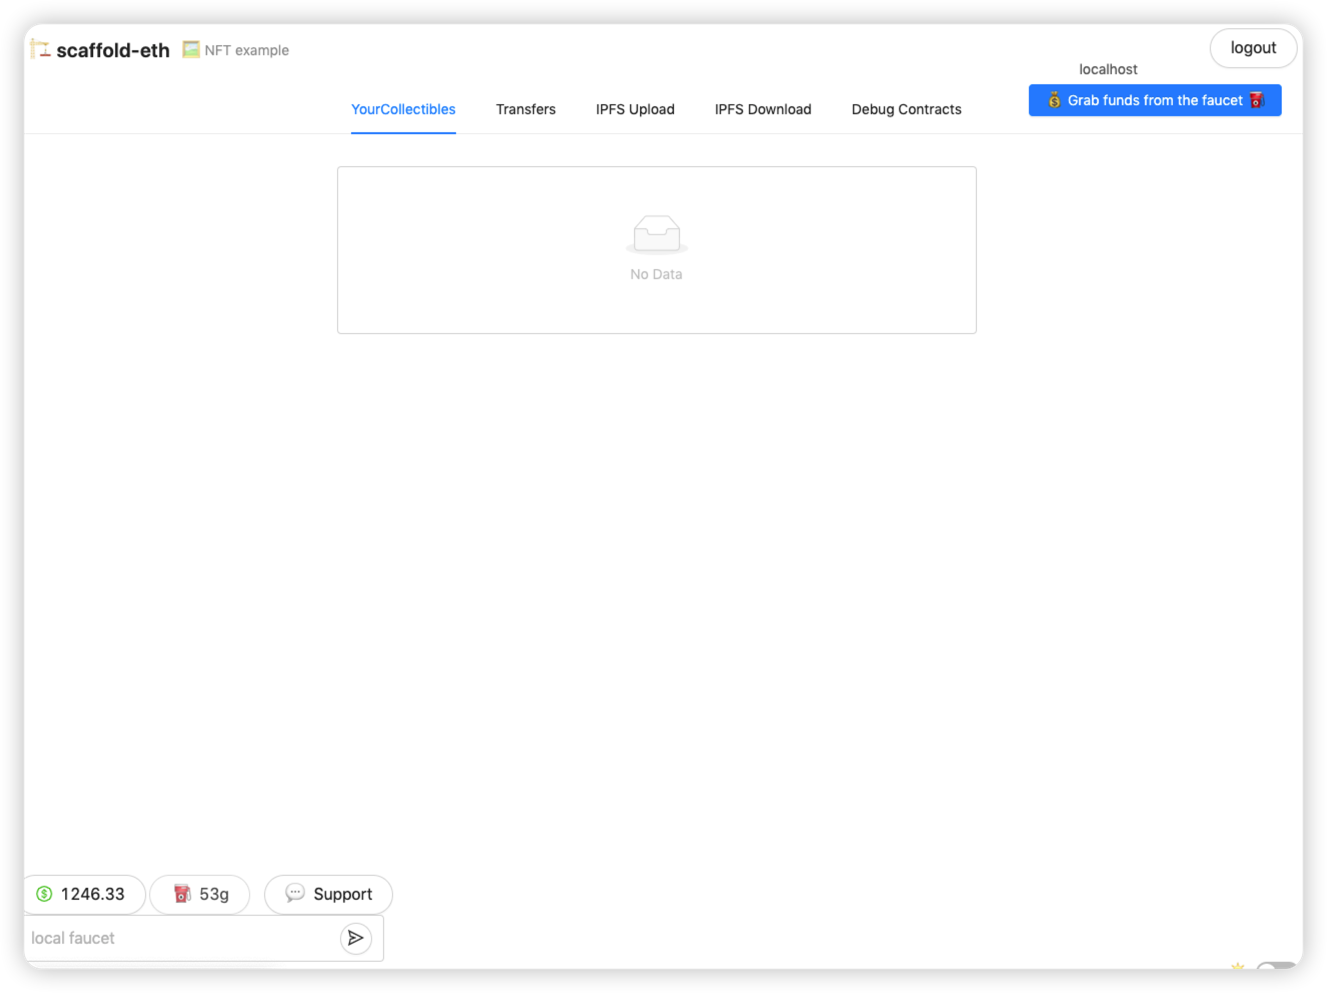 scaffold-eth NFT example
logout
localhost
Grab funds from the faucet
YourCollectibles Transfers IPFS Upload IPFS Download Debug Contracts
No Data
1246.33 53g Support
local faucet